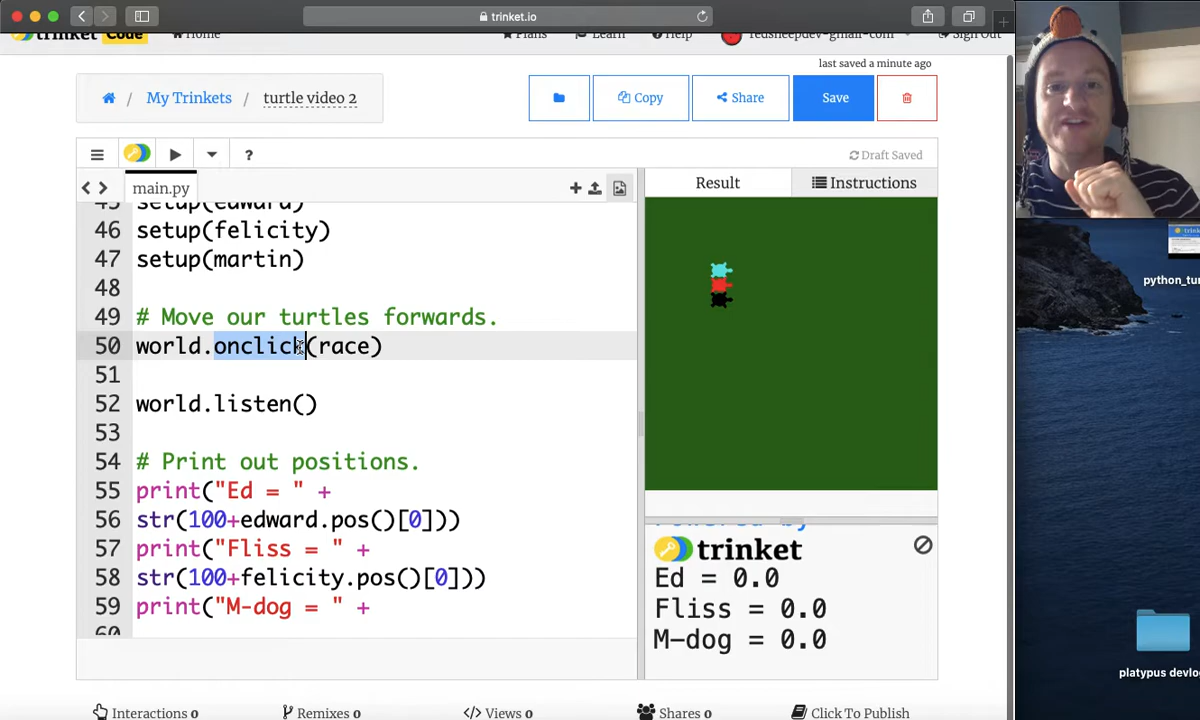 trinket.io
trinket Code Home Plans Learn Help redsheepdev-gmail-com Sign Out
last saved a minute ago
/ My Trinkets / turtle video 2
Copy Share Save
?
Draft Saved
main.py
Result Instructions
45 setup(edward)
46 setup(felicity)
47 setup(martin)
48
49 # Move our turtles forwards.
50 world.onclick(race)
51
52 world.listen()
53
54 # Print out positions.
55 print("Ed = " +
56 str(100+edward.pos()[0]))
57 print("Fliss = " +
58 str(100+felicity.pos()[0]))
59 print("M-dog = " +
60
Powered by
trinket
Ed = 0.0
Fliss = 0.0
M-dog = 0.0
python_tur
platypus devlo
Interactions 0 Remixes 0 Views 0 Shares 0 Click To Publish